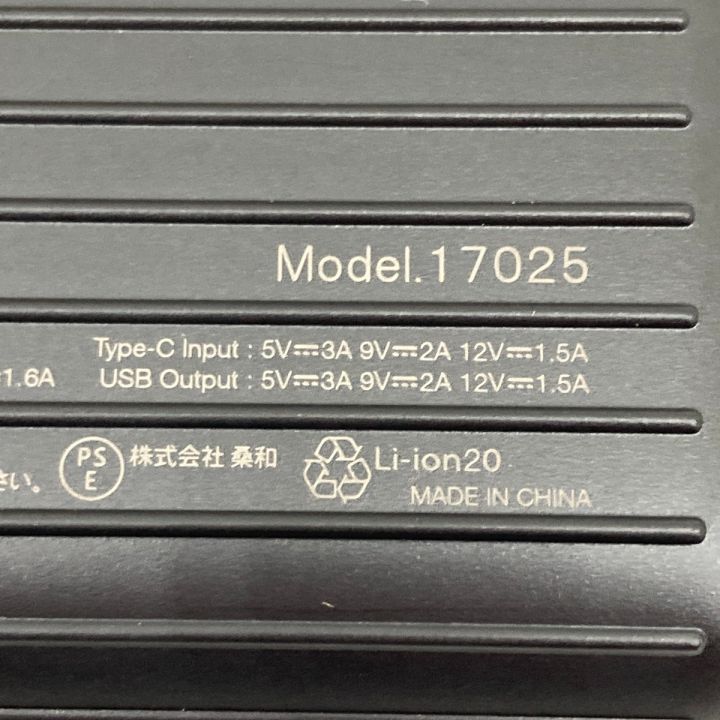 Model.17025
Type-C Input : 5V⎓3A 9V⎓2A 12V⎓1.5A
1.6A USB Output : 5V⎓3A 9V⎓2A 12V⎓1.5A
さい。 PSE 株式会社 桑和 Li-ion20
MADE IN CHINA